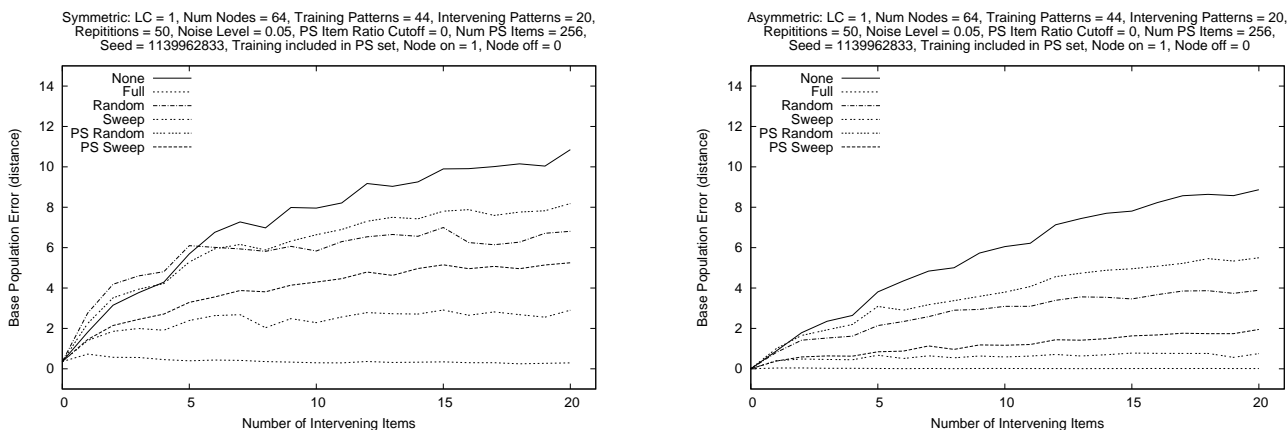 Symmetric: LC = 1, Num Nodes = 64, Training Patterns = 44, Intervening Patterns = 20,
Repititions = 50, Noise Level = 0.05, PS Item Ratio Cutoff = 0, Num PS Items = 256,
Seed = 1139962833, Training included in PS set, Node on = 1, Node off = 0
14
12
10
8
6
4
2
0
Base Population Error (distance)
None
Full
Random
Sweep
PS Random
PS Sweep
0
5
10
15
20
Number of Intervening Items
Asymmetric: LC = 1, Num Nodes = 64, Training Patterns = 44, Intervening Patterns = 20,
Repititions = 50, Noise Level = 0.05, PS Item Ratio Cutoff = 0, Num PS Items = 256,
Seed = 1139962833, Training included in PS set, Node on = 1, Node off = 0
14
12
10
8
6
4
2
0
Base Population Error (distance)
None
Full
Random
Sweep
PS Random
PS Sweep
0
5
10
15
20
Number of Intervening Items